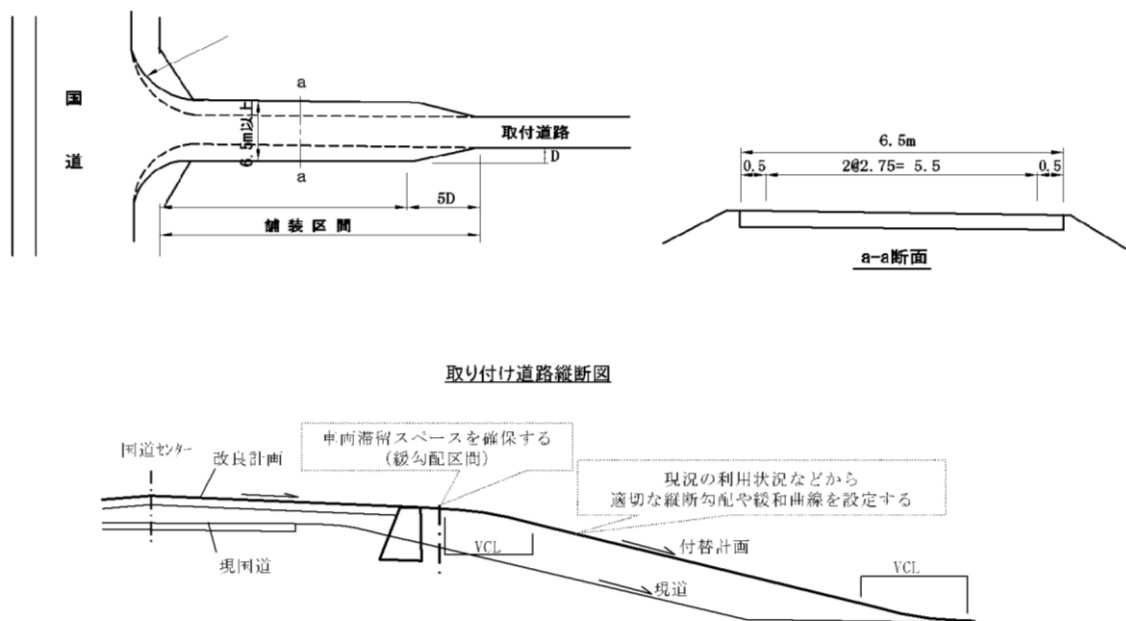 国道
a
6.5m以上
a
取付道路
D
5D
舗装区間
6.5m
0.5
2@2.75= 5.5
0.5
a-a断面
取り付け道路縦断図
国道センター
改良計画
車両滞留スペースを確保する
(緩勾配区間)
現況の利用状況などから
適切な縦断勾配や緩和曲線を設定する
現国道
VCL
付替計画
現道
VCL